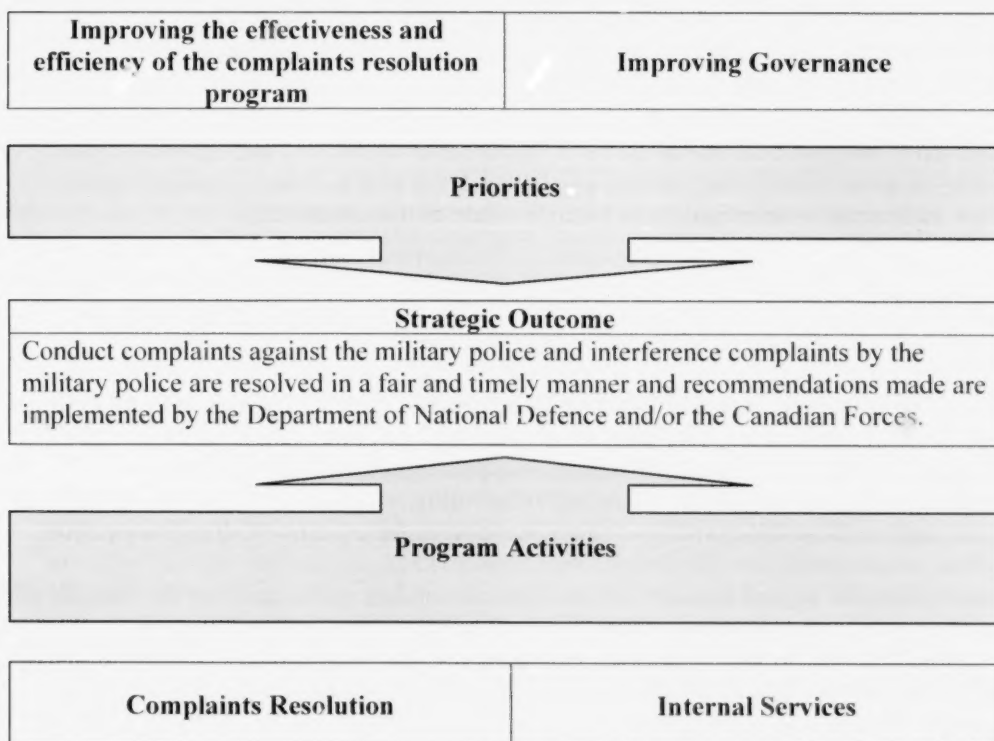 Improving the effectiveness and
efficiency of the complaints resolution
program
Improving Governance
Priorities
Strategic Outcome
Conduct complaints against the military police and interference complaints by the
military police are resolved in a fair and timely manner and recommendations made are
implemented by the Department of National Defence and/or the Canadian Forces.
Program Activities
Complaints Resolution
Internal Services